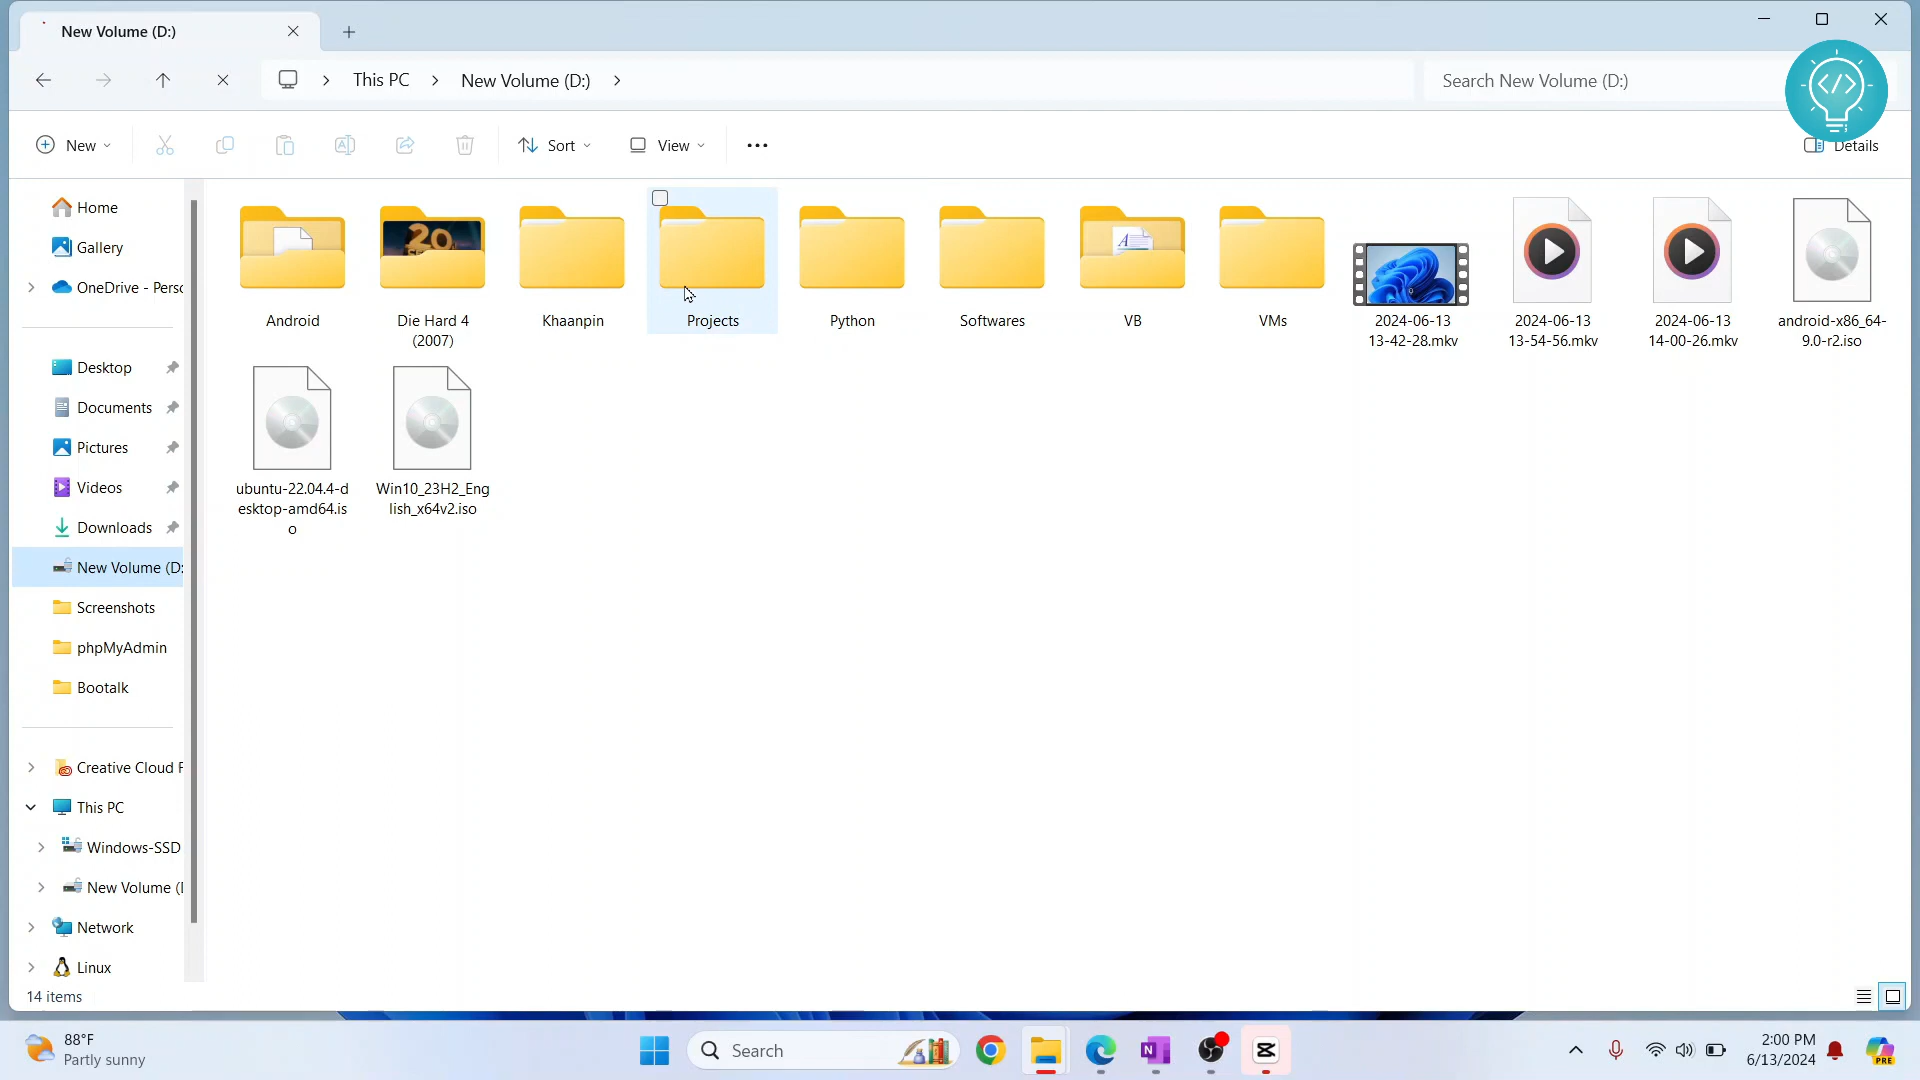 New Volume (D:)
This PC
New Volume (D:)
Search New Volume (D:)
New
Sort
View
Details
Home
Gallery
OneDrive - Perso
Desktop
Documents
Pictures
Videos
Downloads
New Volume (D:
Screenshots
phpMyAdmin
Bootalk
Creative Cloud F
This PC
Windows-SSD
New Volume (D
Network
Linux
Android
Die Hard 4
(2007)
Khaanpin
Projects
Python
Softwares
VB
VMs
2024-06-13
13-42-28.mkv
2024-06-13
13-54-56.mkv
2024-06-13
14-00-26.mkv
android-x86_64-
9.0-r2.iso
ubuntu-22.04.4-d
esktop-amd64.is
o
Win10_23H2_Eng
lish_x64v2.iso
14 items
88°F
Partly sunny
Search
2:00 PM
6/13/2024
PRE